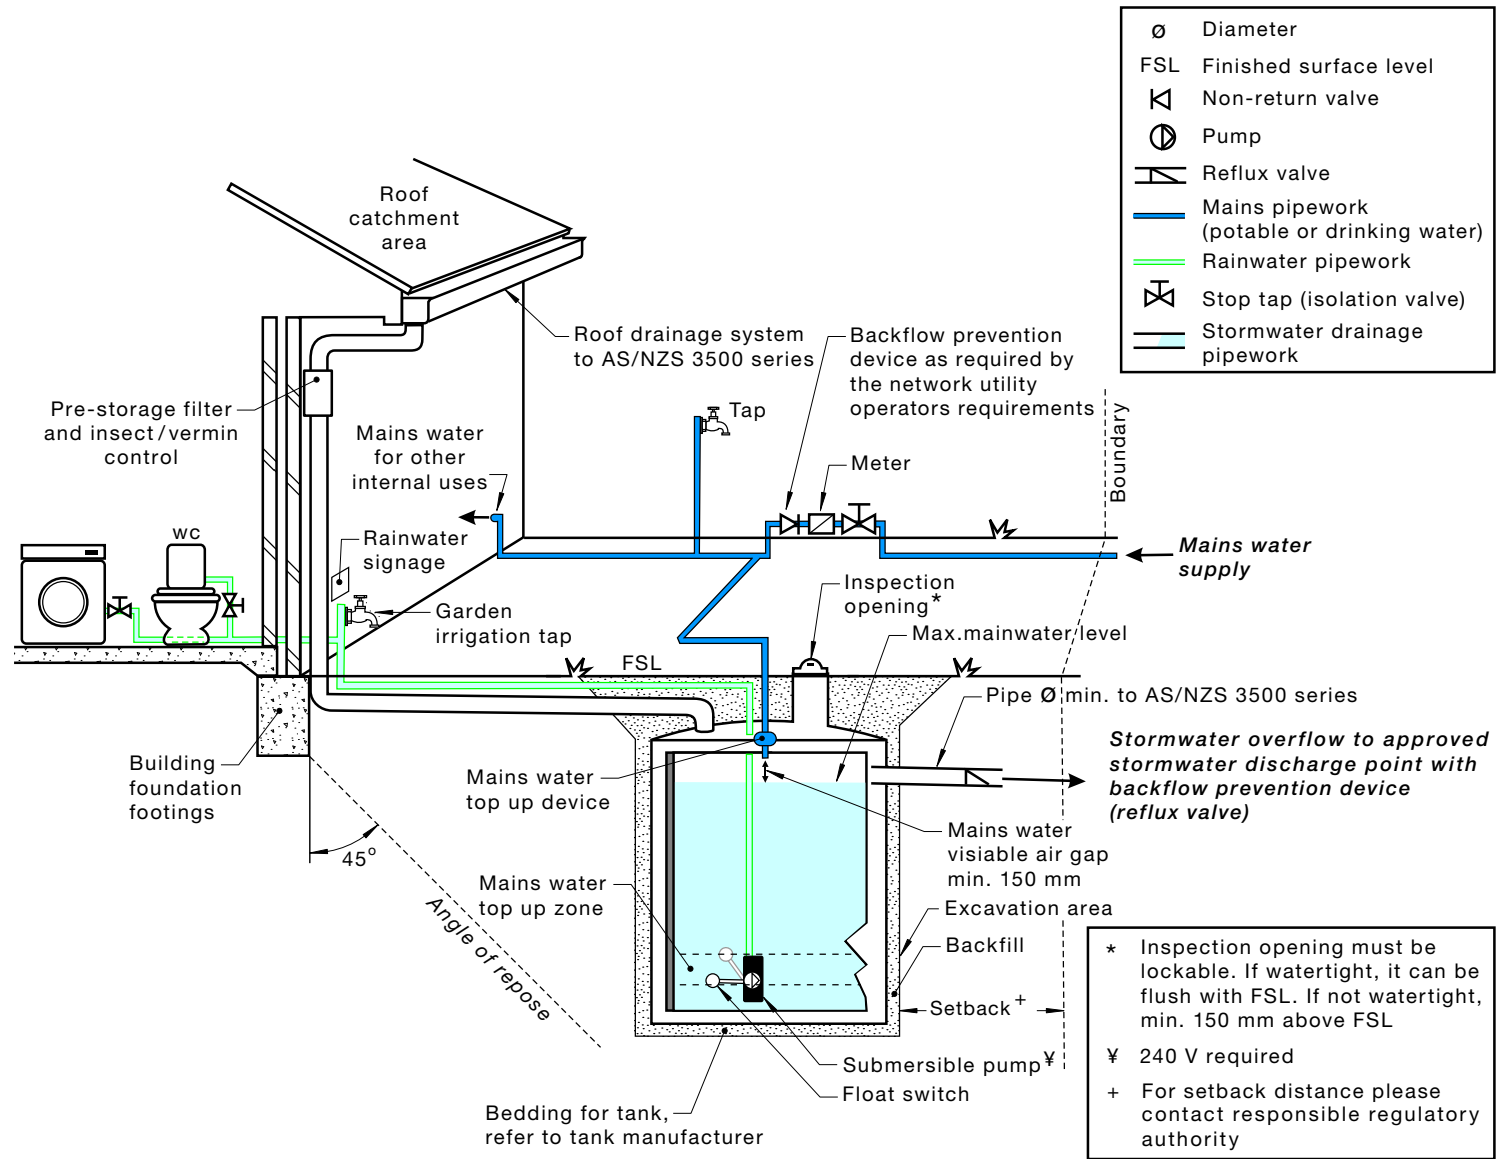 ø Diameter
FSL Finished surface level
Non-return valve
Pump
Reflux valve
Mains pipework
(potable or drinking water)
Rainwater pipework
Stop tap (isolation valve)
Stormwater drainage
pipework
Roof
catchment
area
Roof drainage system
to AS/NZS 3500 series
Backflow prevention
device as required by
the network utility
operators requirements
Boundary
Pre-storage filter
and insect/vermin
control
Mains water
for other
internal uses
Tap
Meter
wc
Rainwater
signage
Mains water
supply
Inspection
opening*
Garden
irrigation tap
Max.mainwater level
FSL
Pipe Ø min. to AS/NZS 3500 series
Stormwater overflow to approved
stormwater discharge point with
backflow prevention device
(reflux valve)
Building
foundation
footings
Mains water
top up device
Mains water
visiable air gap
min. 150 mm
45°
Angle of repose
Mains water
top up zone
Excavation area
Backfill
Setback+
Submersible pump¥
Float switch
Bedding for tank,
refer to tank manufacturer
* Inspection opening must be
lockable. If watertight, it can be
flush with FSL. If not watertight,
min. 150 mm above FSL
¥ 240 V required
+ For setback distance please
contact responsible regulatory
authority